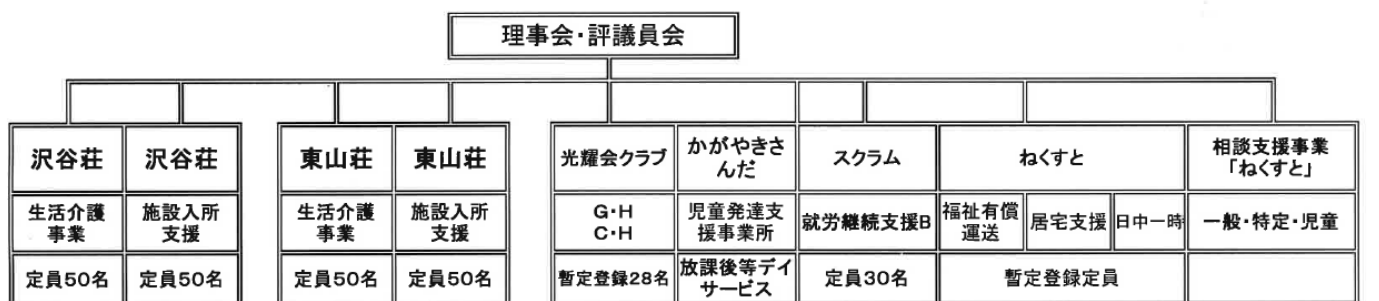 理事会・評議員会
沢谷荘
沢谷荘
東山荘
東山荘
光耀会クラブ
かがやきさ
んだ
スクラム
ねくすと
相談支援事業
「ねくすと」
生活介護
事業
施設入所
支援
生活介護
事業
施設入所
支援
G・H
C・H
児童発達支
援事業所
就労継続支援B
福祉有償
運送
居宅支援
日中一時
一般・特定・児童
定員50名
定員50名
定員50名
定員50名
暫定登録28名
放課後等デイ
サービス
定員30名
暫定登録定員